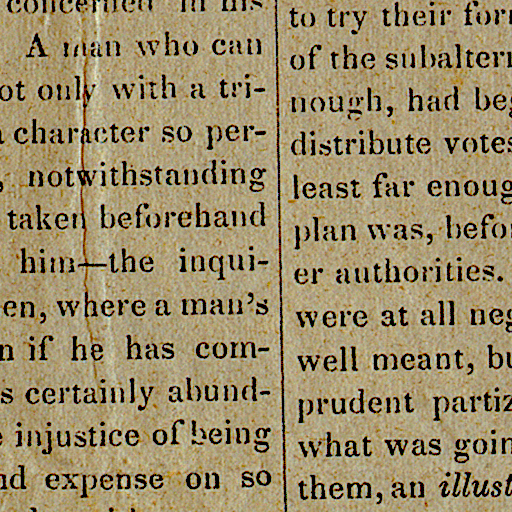 concerned in his
A man who can
ot only with a tri-
a character so per-
, notwithstanding
taken beforehand
him—the inqui-
en, where a man's
n if he has com-
s certainly abund-
e injustice of being
nd expense on so
to try their for
of the subaltern
nough, had beg
distribute votes
least far enoug
plan was, befo
er authorities.
were at all neg
well meant, bu
prudent partiz
what was goin
them, an illust